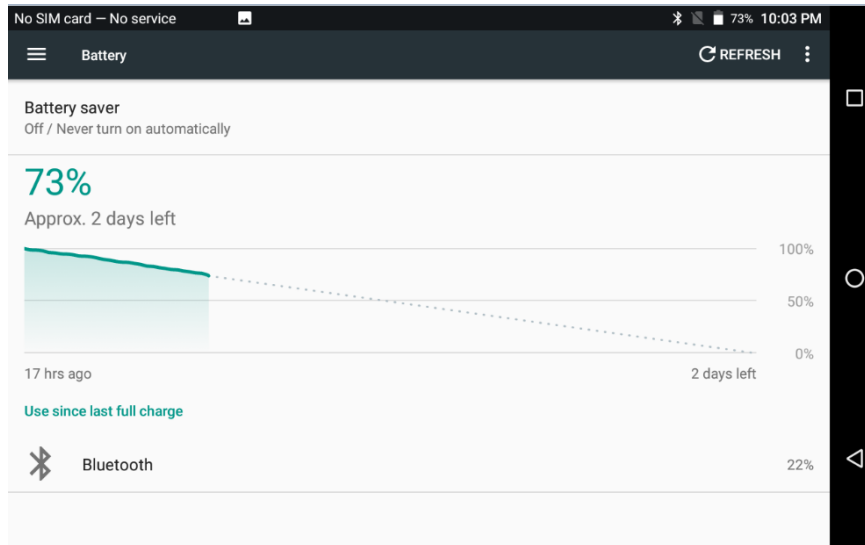 No SIM card — No service 73% 10:03 PM
Battery REFRESH
Battery saver
Off / Never turn on automatically
73%
Approx. 2 days left
100%
50%
0%
17 hrs ago 2 days left
Use since last full charge
Bluetooth 22%